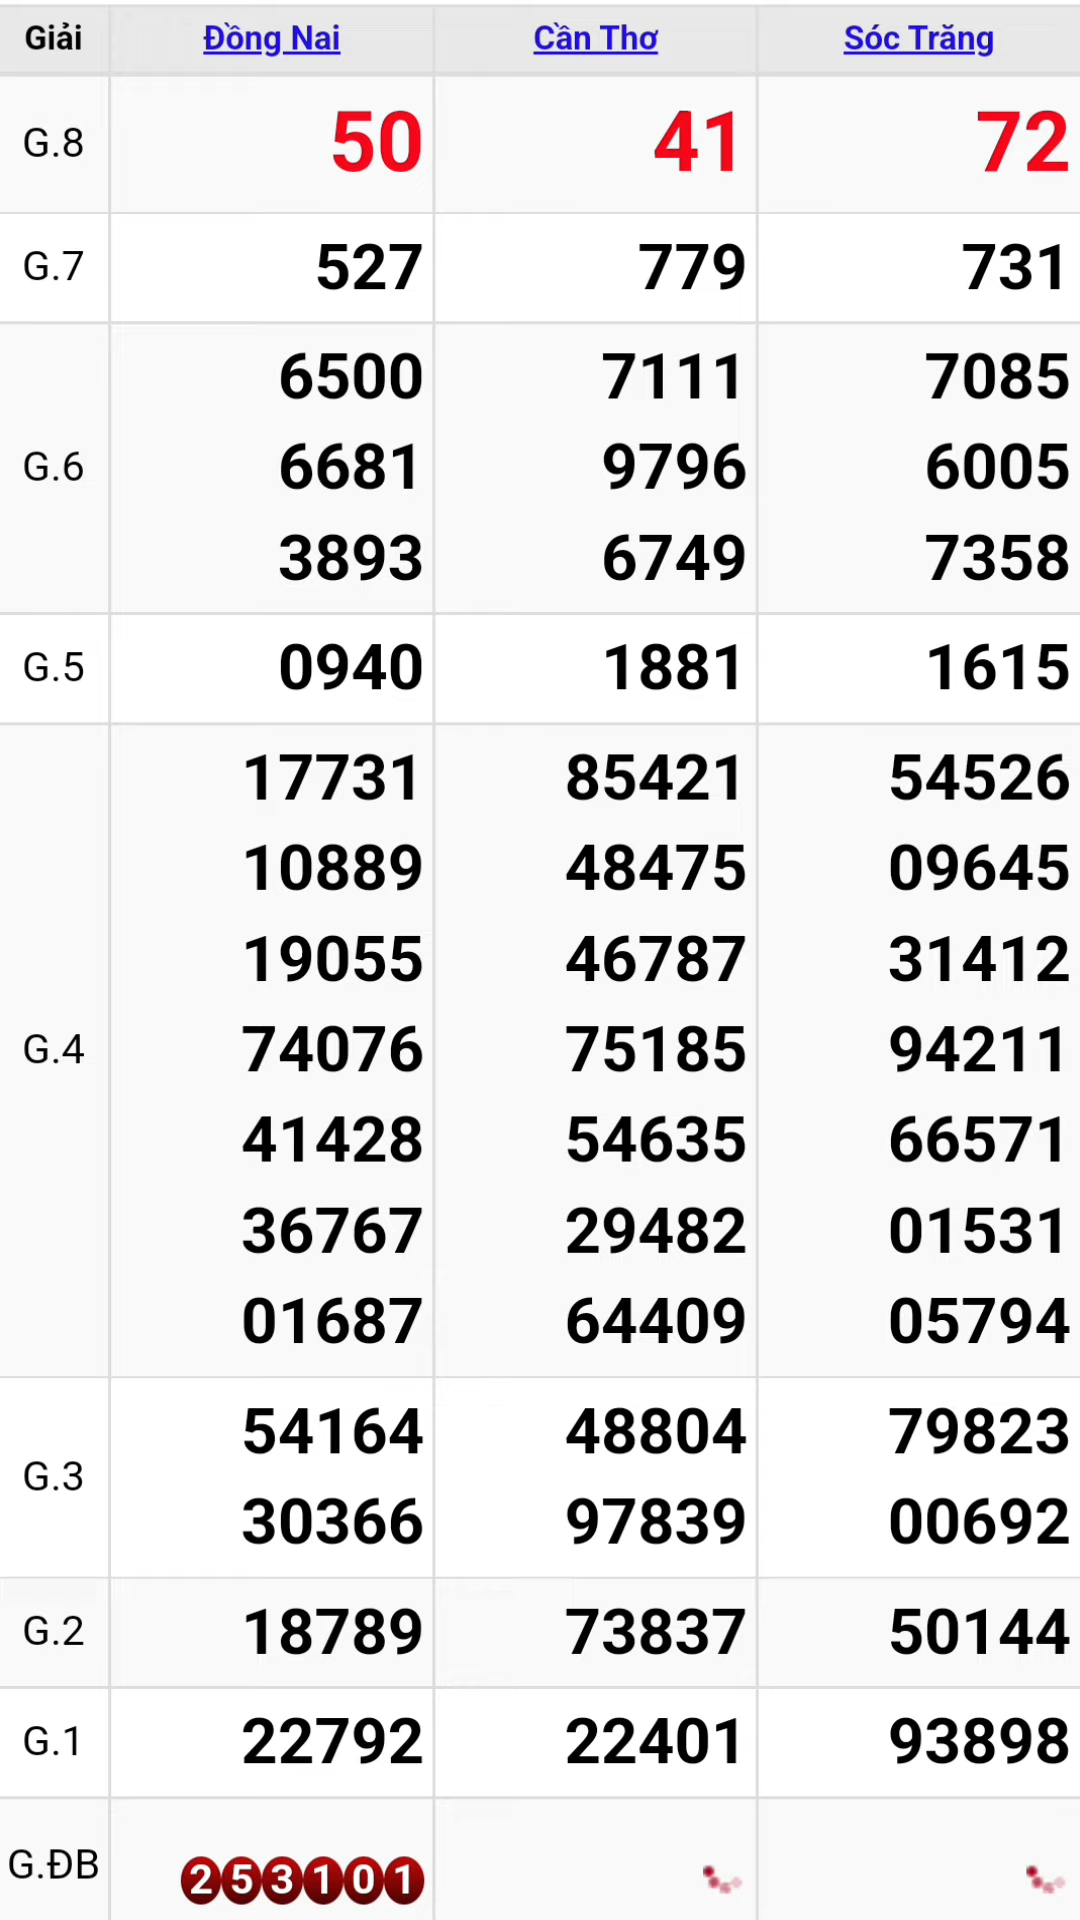 Giải Đồng Nai Cần Thơ Sóc Trăng
G.8 50 41 72
G.7 527 779 731
6500 7111 7085
G.6 6681 9796 6005
3893 6749 7358
G.5 0940 1881 1615
17731 85421 54526
10889 48475 09645
19055 46787 31412
G.4 74076 75185 94211
41428 54635 66571
36767 29482 01531
01687 64409 05794
G.3
54164 48804 79823
30366 97839 00692
G.2 18789 73837 50144
G.1 22792 22401 93898
G.ĐB 253101